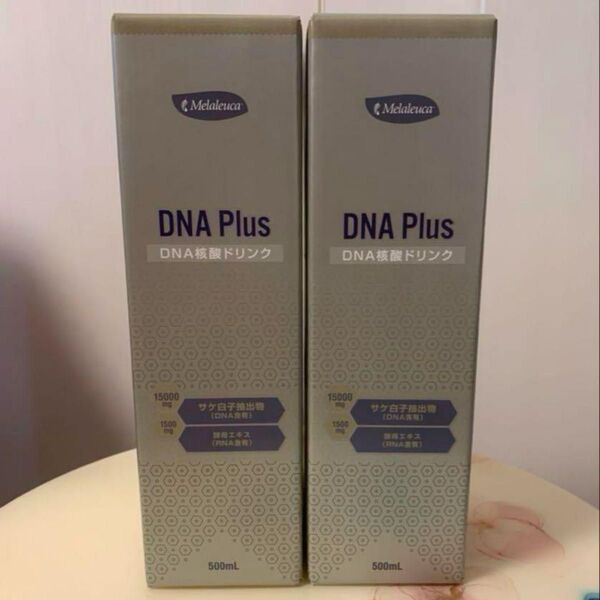 Melaleuca
DNA Plus
DNA核酸ドリンク
15000mg
サケ白子抽出物
(DNA含有)
1500mg
酵母エキス
(RNA含有)
500mL
Melaleuca
DNA Plus
DNA核酸ドリンク
15000mg
サケ白子抽出物
(DNA含有)
1500mg
酵母エキス
(RNA含有)
500mL